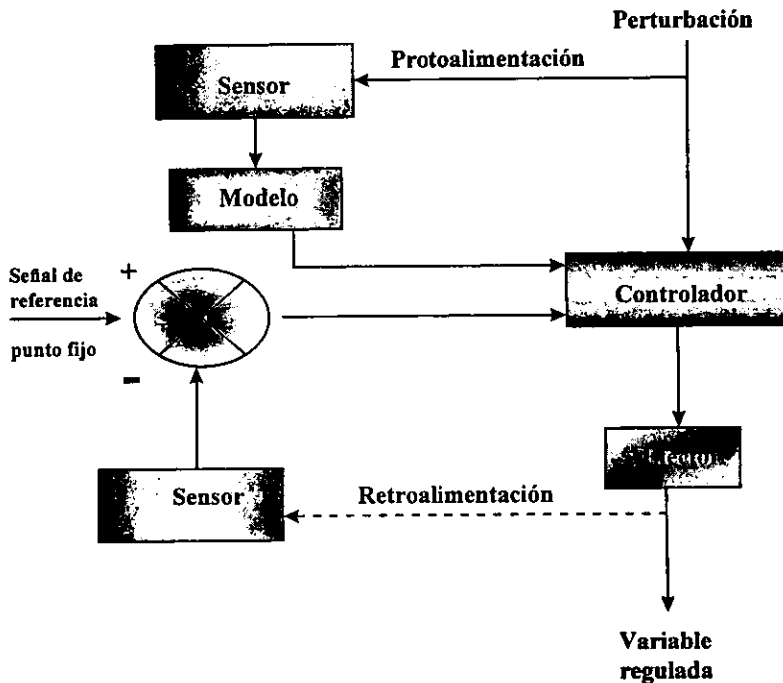 Perturbación
Protoalimentación
Sensor
Modelo
Señal de
referencia
+
punto fijo
-
Controlador
Sensor
Retroalimentación
Variable
regulada